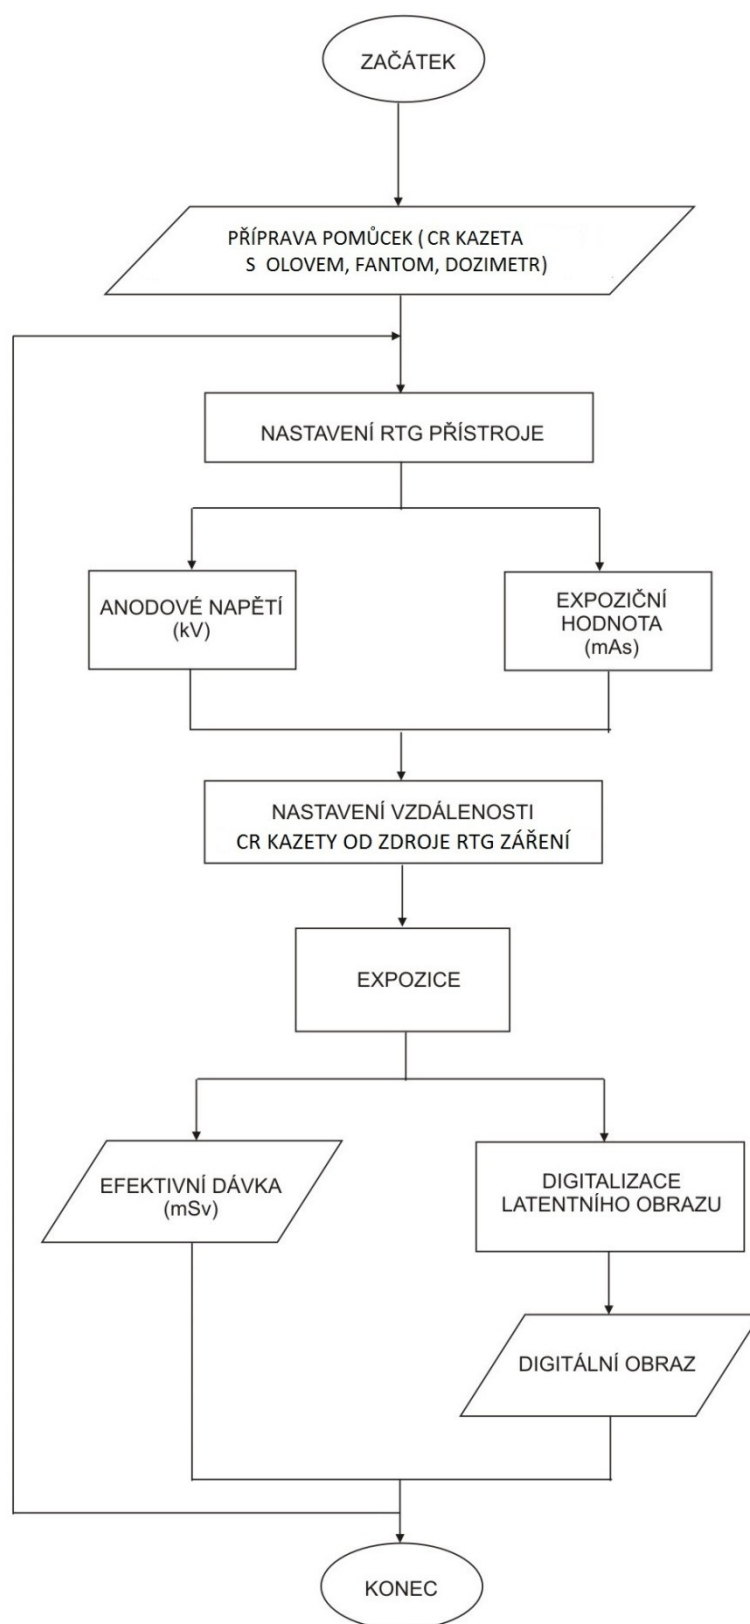 ZAČÁTEK
PŘÍPRAVA POMŮCEK ( CR KAZETA
S OLOVEM, FANTOM, DOZIMETR)
NASTAVENÍ RTG PŘÍSTROJE
ANODOVÉ NAPĚTÍ
(kV)
EXPOZIČNÍ
HODNOTA
(mAs)
NASTAVENÍ VZDÁLENOSTI
CR KAZETY OD ZDROJE RTG ZÁŘENÍ
EXPOZICE
EFEKTIVNÍ DÁVKA
(mSv)
DIGITALIZACE
LATENTNÍHO OBRAZU
DIGITÁLNÍ OBRAZ
KONEC